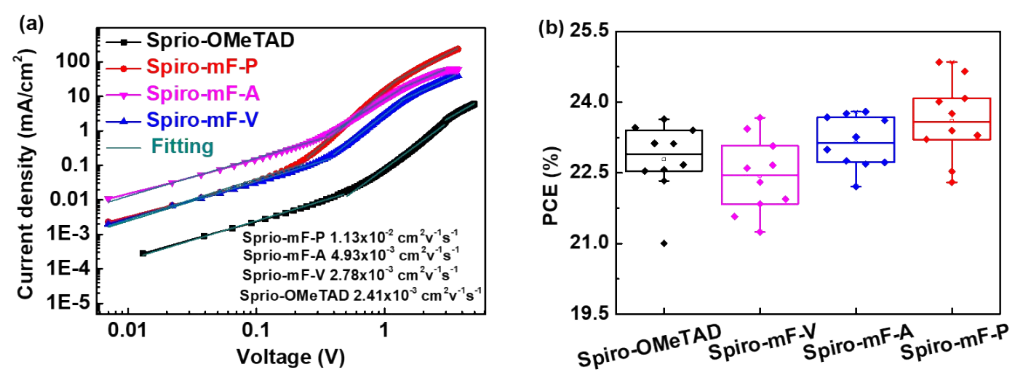 (a)
Current density (mA/cm²)
100
10
1
0.1
0.01
1E-3
1E-4
1E-5
Sprio-OMeTAD
Spiro-mF-P
Spiro-mF-A
Spiro-mF-V
Fitting
Sprio-mF-P 1.13x10⁻² cm²v⁻¹s⁻¹
Sprio-mF-A 4.93x10⁻³ cm²v⁻¹s⁻¹
Sprio-mF-V 2.78x10⁻³ cm²v⁻¹s⁻¹
Sprio-OMeTAD 2.41x10⁻³ cm²v⁻¹s⁻¹
0.01 0.1 1
Voltage (V)
(b)
PCE (%)
25.5
24.0
22.5
21.0
19.5
Spiro-OMeTAD
Spiro-mF-V
Spiro-mF-A
Spiro-mF-P